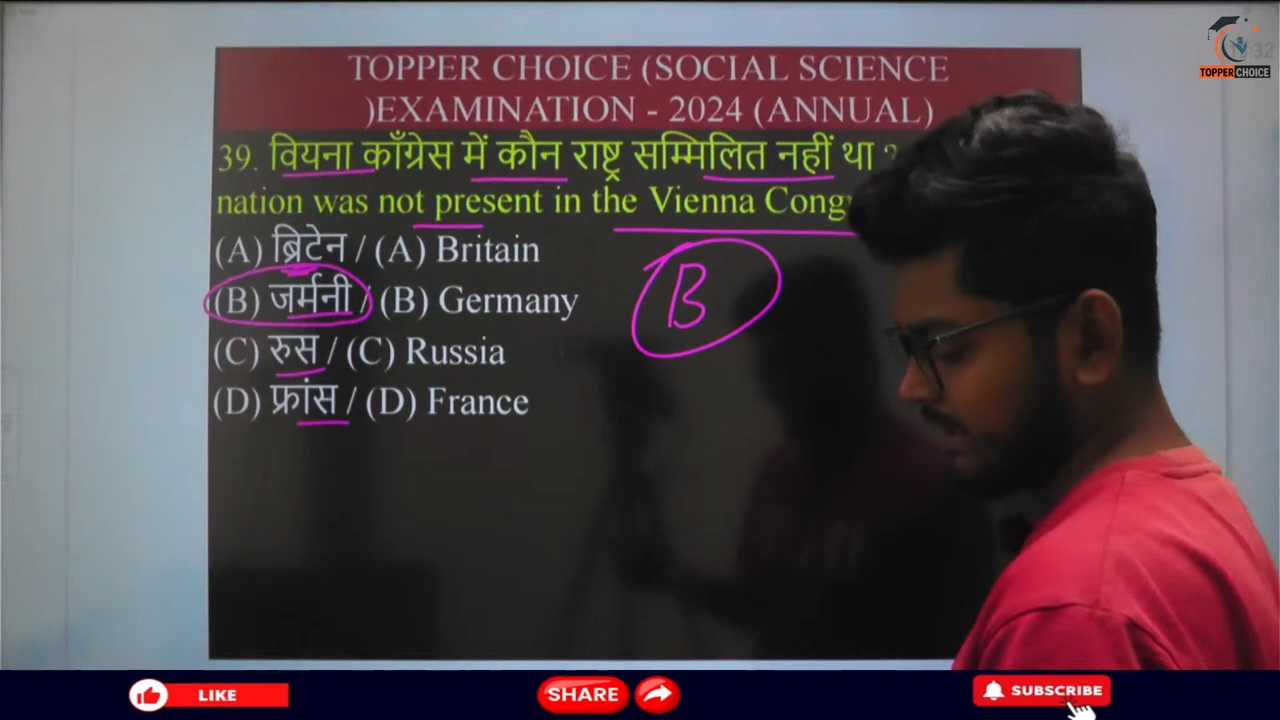 TOPPER CHOICE (SOCIAL SCIENCE
)EXAMINATION - 2024 (ANNUAL)
39. वियना काँग्रेस में कौन राष्ट्र सम्मिलित नहीं था ?
nation was not present in the Vienna
(A) ब्रिटेन / (A) Britain
(B) जर्मनी / (B) Germany
B
(C) रुस / (C) Russia
(D) फ्रांस / (D) France
TOPPER CHOICE
LIKE
SHARE
SUBSCRIBE